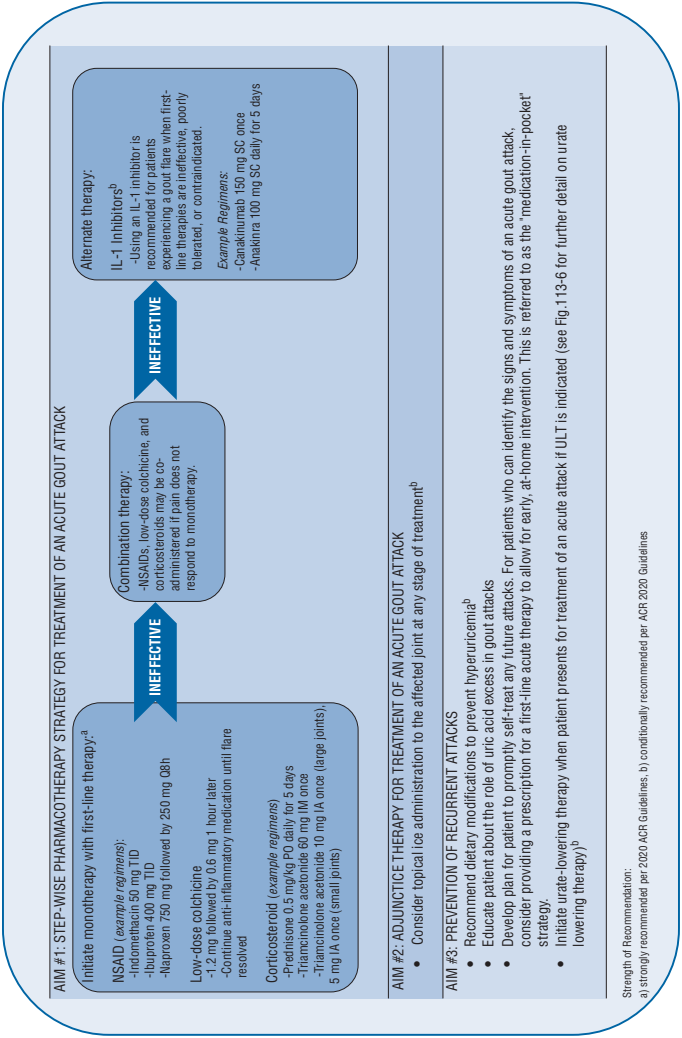 AIM #1: STEP-WISE PHARMACOTHERAPY STRATEGY FOR TREATMENT OF AN ACUTE GOUT ATTACK
Initiate monotherapy with first-line therapy:a
NSAID (example regimens):
-Indomethacin 50 mg TID
-Ibuprofen 400 mg TID
-Naproxen 750 mg followed by 250 mg Q8h
Low-dose colchicine
-1.2 mg followed by 0.6 mg 1 hour later
-Continue anti-inflammatory medication until flare
resolved
Corticosteroid (example regimens)
-Prednisone 0.5 mg/kg PO daily for 5 days
-Triamcinolone acetonide 60 mg IM once
-Triamcinolone acetonide 10 mg IA once (large joints),
5 mg IA once (small joints)
INEFFECTIVE
Combination therapy:
-NSAIDs, low-dose colchicine, and
corticosteroids may be co-
administered if pain does not
respond to monotherapy.
INEFFECTIVE
Alternate therapy:
IL-1 Inhibitorsb
-Using an IL-1 inhibitor is
recommended for patients
experiencing a gout flare when first-
line therapies are ineffective, poorly
tolerated, or contraindicated.
Example Regimens:
-Canakinumab 150 mg SC once
-Anakinra 100 mg SC daily for 5 days
AIM #2: ADJUNCTICE THERAPY FOR TREATMENT OF AN ACUTE GOUT ATTACK
• Consider topical ice administration to the affected joint at any stage of treatmentb
AIM #3: PREVENTION OF RECURRENT ATTACKS
• Recommend dietary modifications to prevent hyperuricemiab
• Educate patient about the role of uric acid excess in gout attacks
• Develop plan for patient to promptly self-treat any future attacks. For patients who can identify the signs and symptoms of an acute gout attack,
consider providing a prescription for a first-line acute therapy to allow for early, at-home intervention. This is referred to as the "medication-in-pocket"
strategy.
• Initiate urate-lowering therapy when patient presents for treatment of an acute attack if ULT is indicated (see Fig.113-6 for further detail on urate
lowering therapy)b
Strength of Recommendation:
a) strongly recommended per 2020 ACR Guidelines, b) conditionally recommended per ACR 2020 Guidelines